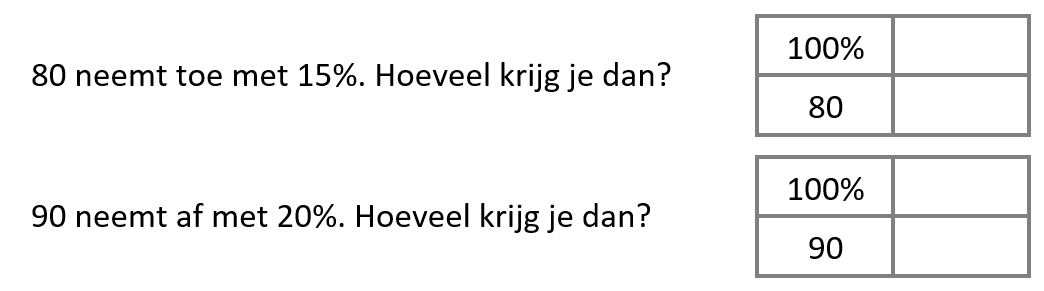 80 neemt toe met 15%. Hoeveel krijg je dan?
100%
80
90 neemt af met 20%. Hoeveel krijg je dan?
100%
90